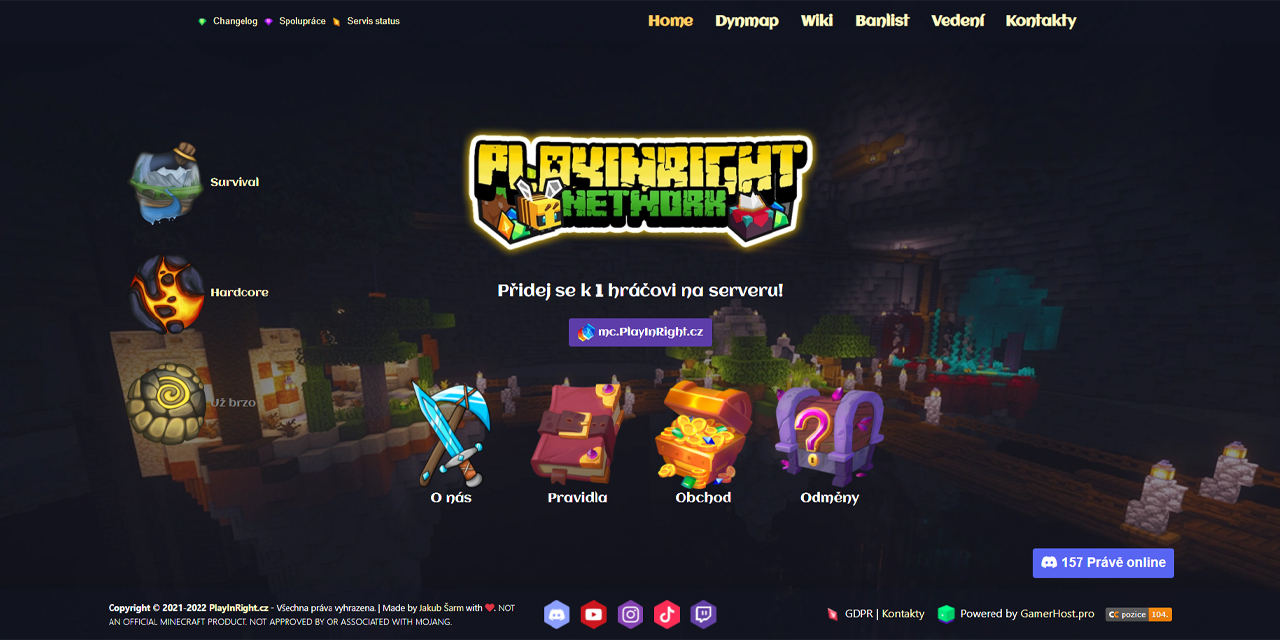 Changelog Spolupráce Servis status
Home Dynmap Wiki Banlist Vedení Kontakty
PLAYINRIGHT
NETWORK
Survival
Přidej se k 1 hráčovi na serveru!
Hardcore
mc.PlayInRight.cz
Už brzo
?
O nás Pravidla Obchod Odměny
157 Právě online
Copyright © 2021-2022 PlayInRight.cz - Všechna práva vyhrazena. | Made by Jakub Šarm with ❤. NOT
AN OFFICIAL MINECRAFT PRODUCT. NOT APPROVED BY OR ASSOCIATED WITH MOJANG.
GDPR | Kontakty Powered by GamerHost.pro CC pozice 104.